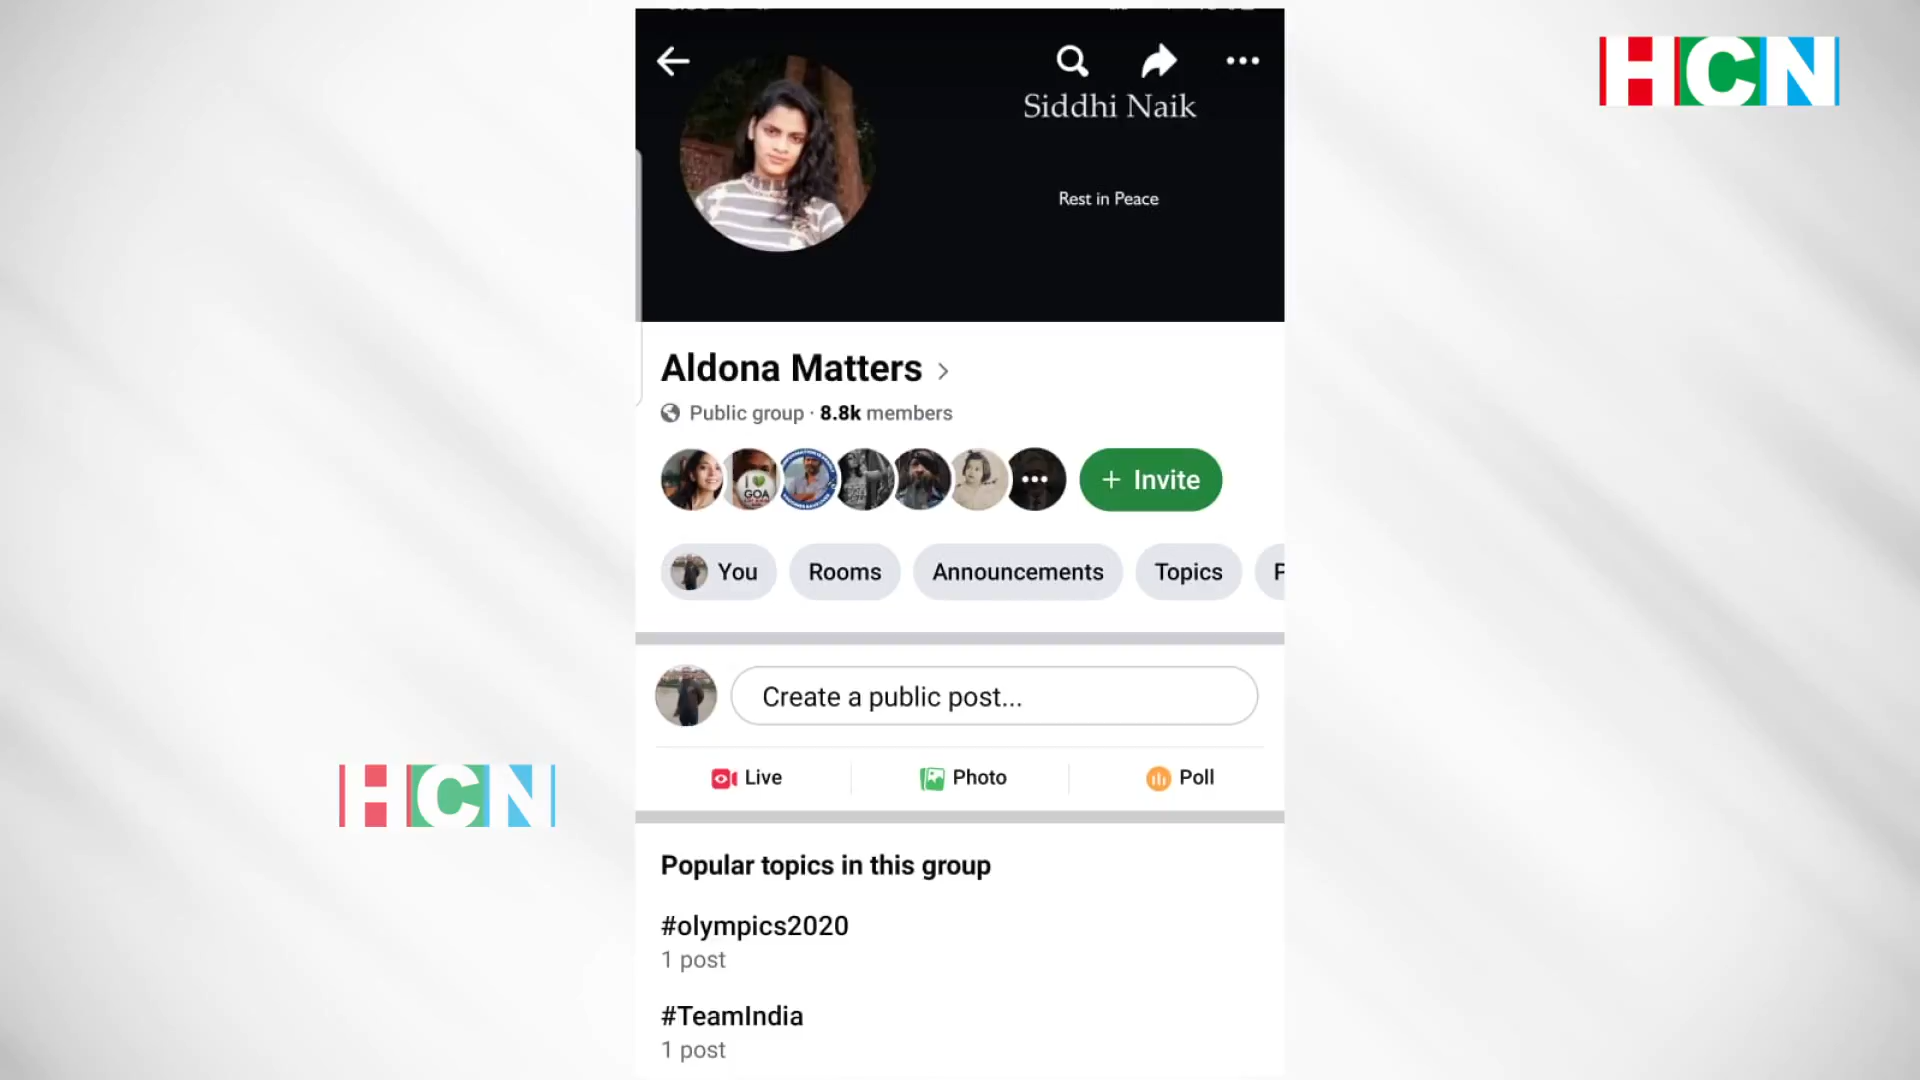 HCN
Siddhi Naik
Rest in Peace
Aldona Matters
Public group · 8.8k members
I
GOA
+ Invite
You
Rooms
Announcements
Topics
Create a public post...
Live
Photo
Poll
HCN
Popular topics in this group
#olympics2020
1 post
#TeamIndia
1 post